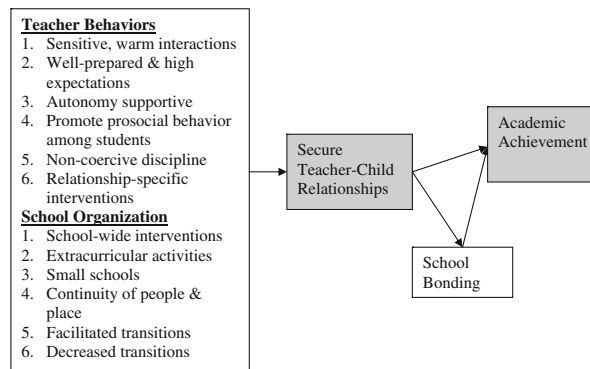 Teacher Behaviors
1. Sensitive, warm interactions
2. Well-prepared & high
expectations
3. Autonomy supportive
4. Promote prosocial behavior
among students
5. Non-coercive discipline
6. Relationship-specific
interventions
School Organization
1. School-wide interventions
2. Extracurricular activities
3. Small schools
4. Continuity of people &
place
5. Facilitated transitions
6. Decreased transitions
Secure
Teacher-Child
Relationships
Academic
Achievement
School
Bonding